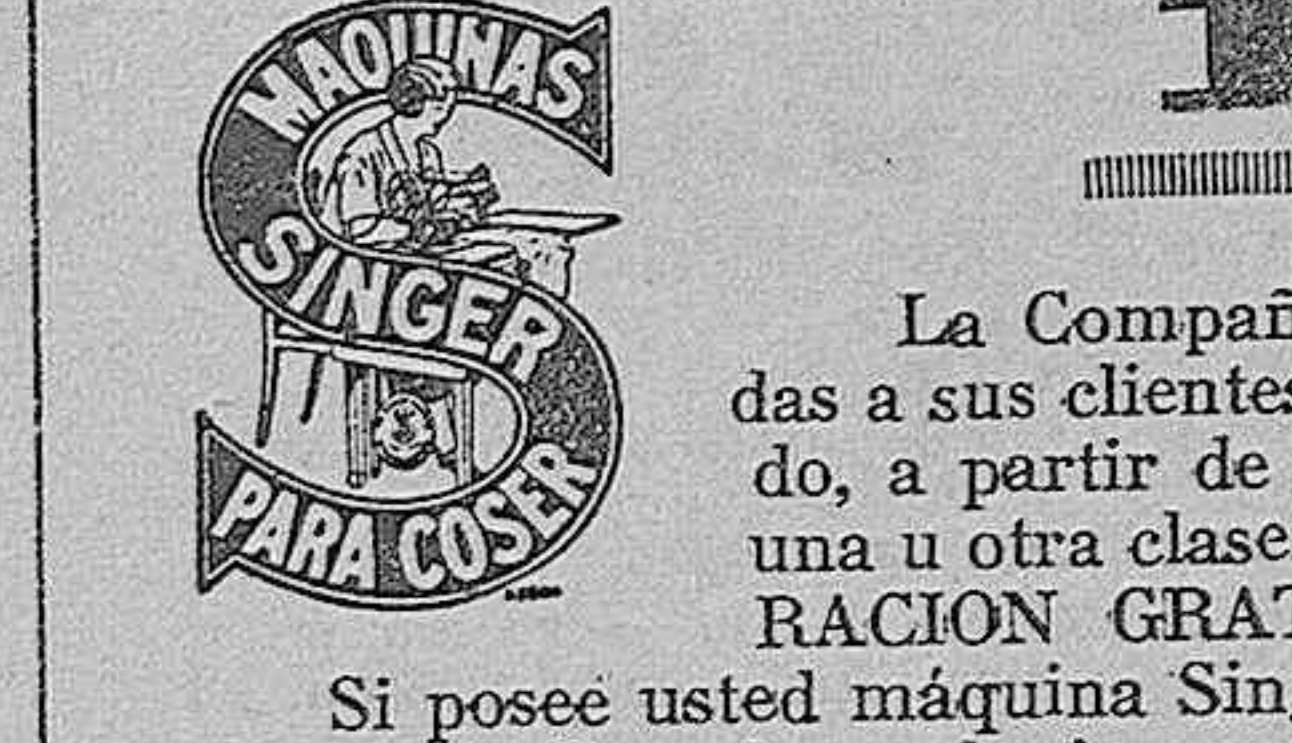 MAQUINAS
SINGER
PARA COSER
La Compañ
das a sus clientes
do, a partir de
una u otra clase
RACION GRAT
Si posee usted máquina Sing